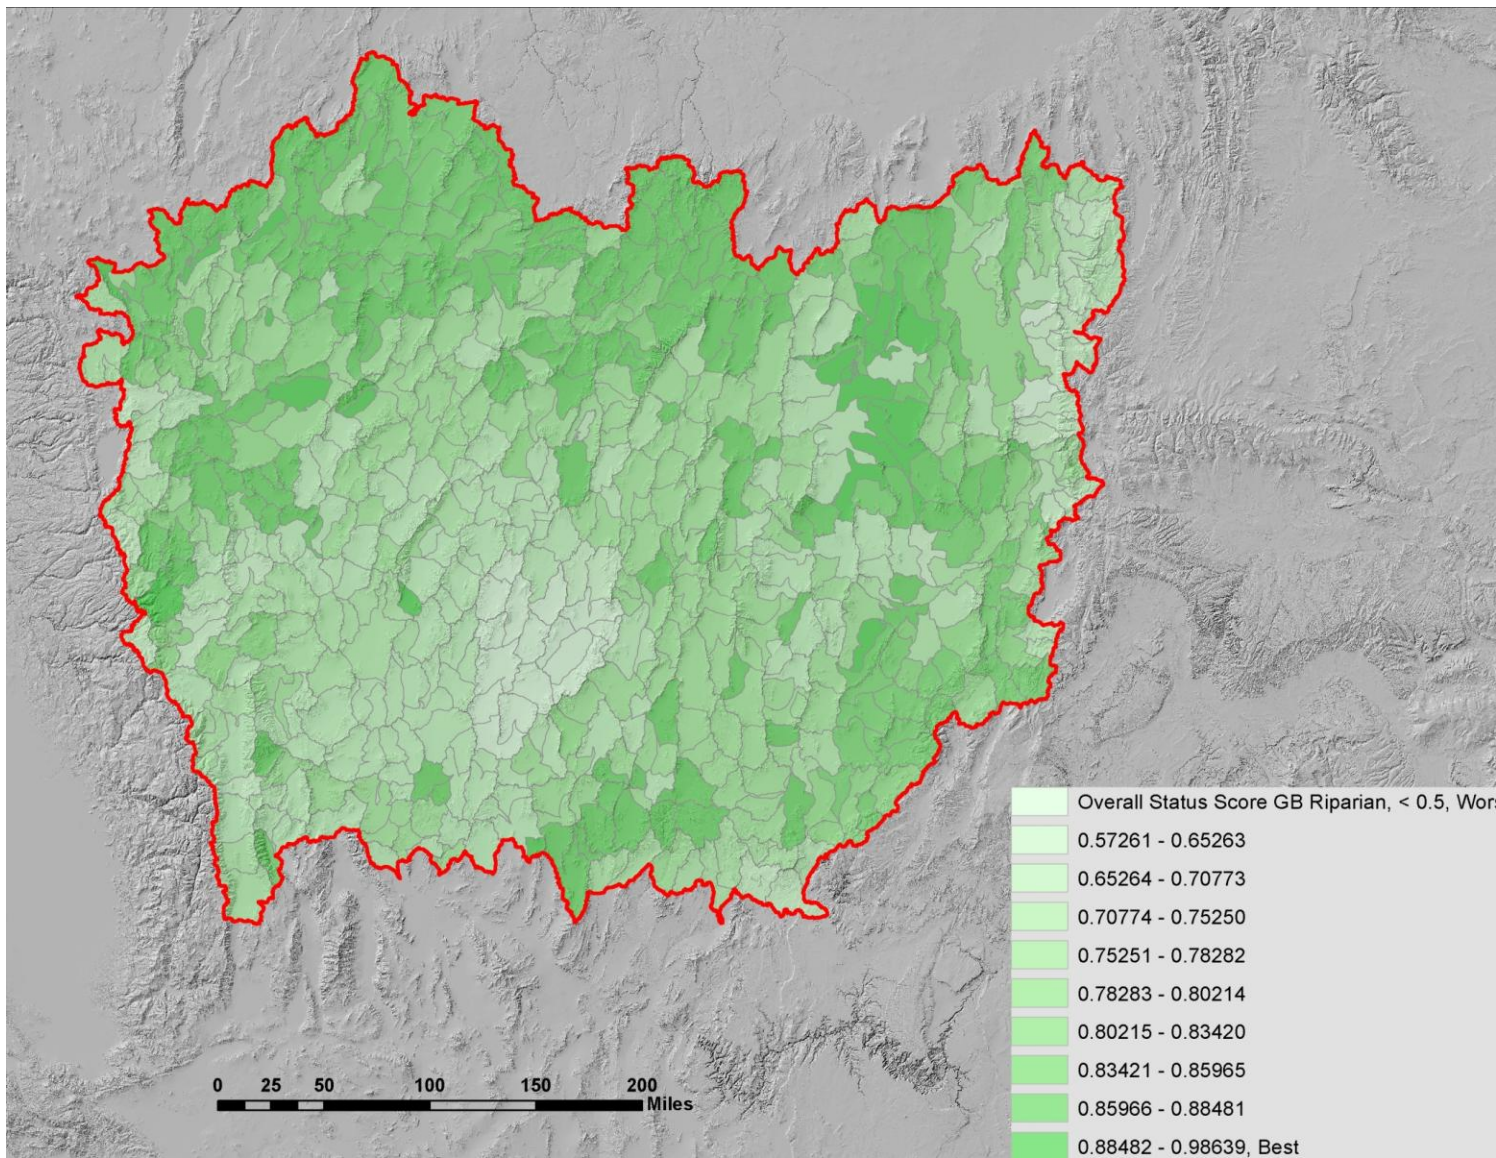 Overall Status Score GB Riparian, < 0.5, Wors
0.57261 - 0.65263
0.65264 - 0.70773
0.70774 - 0.75250
0.75251 - 0.78282
0.78283 - 0.80214
0.80215 - 0.83420
0.83421 - 0.85965
0.85966 - 0.88481
0.88482 - 0.98639, Best
0 25 50 100 150 200
Miles